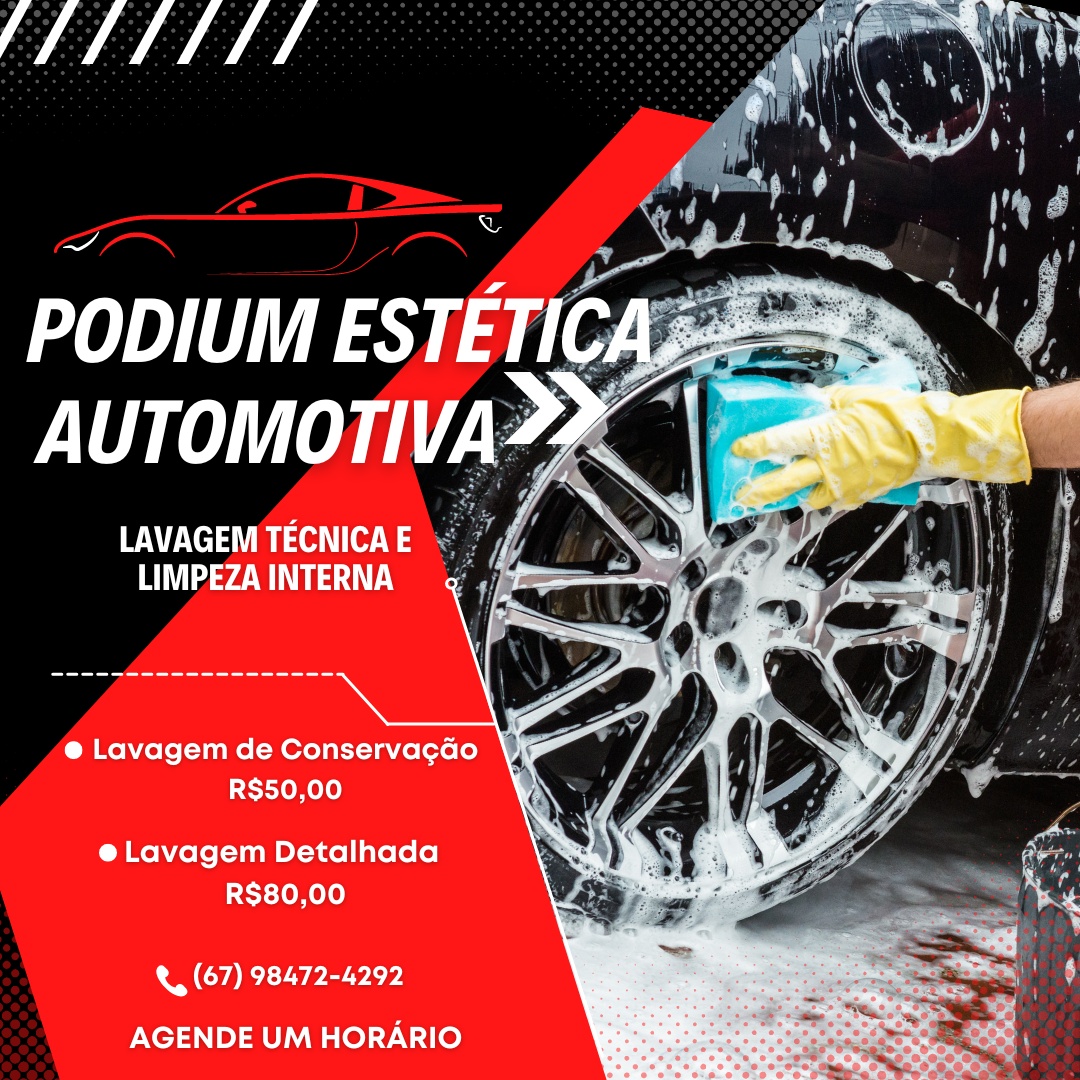 PODIUM ESTÉTICA
AUTOMOTIVA
LAVAGEM TÉCNICA E
LIMPEZA INTERNA
● Lavagem de Conservação
R$50,00
● Lavagem Detalhada
R$80,00
(67) 98472-4292
AGENDE UM HORÁRIO